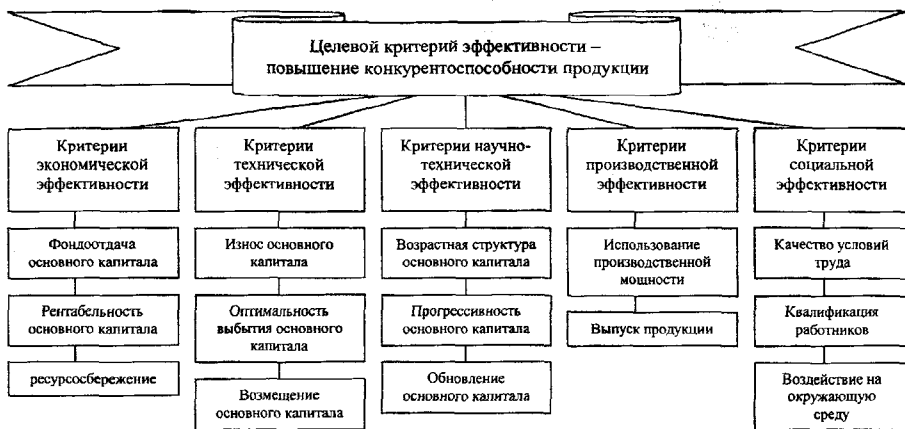 Целевой критерий эффективности –
повышение конкурентоспособности продукции
Критерии
экономической
эффективности
Критерии
технической
эффективности
Критерии научно-
технической
эффективности
Критерии
производственной
эффективности
Критерии
социальной
эффективности
Фондоотдача
основного капитала
Износ основного
капитала
Возрастная структура
основного капитала
Использование
производственной
мощности
Качество условий
труда
Рентабельность
основного капитала
Оптимальность
выбытия основного
капитала
Прогрессивность
основного капитала
Выпуск продукции
Квалификация
работников
ресурсосбережение
Возмещение
основного капитала
Обновление
основного капитала
Воздействие на
окружающую
среду